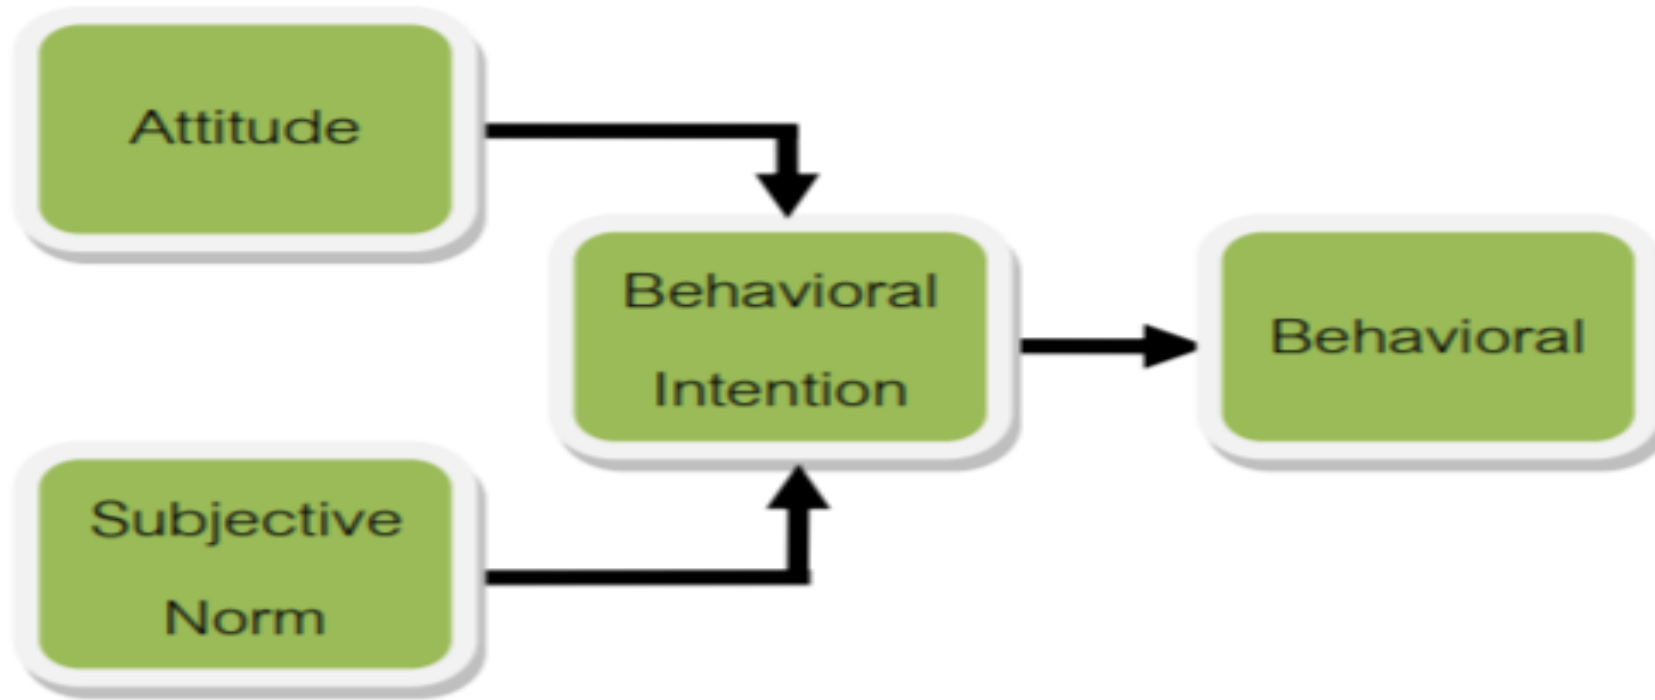 Attitude
Behavioral
Intention
Behavioral
Subjective
Norm